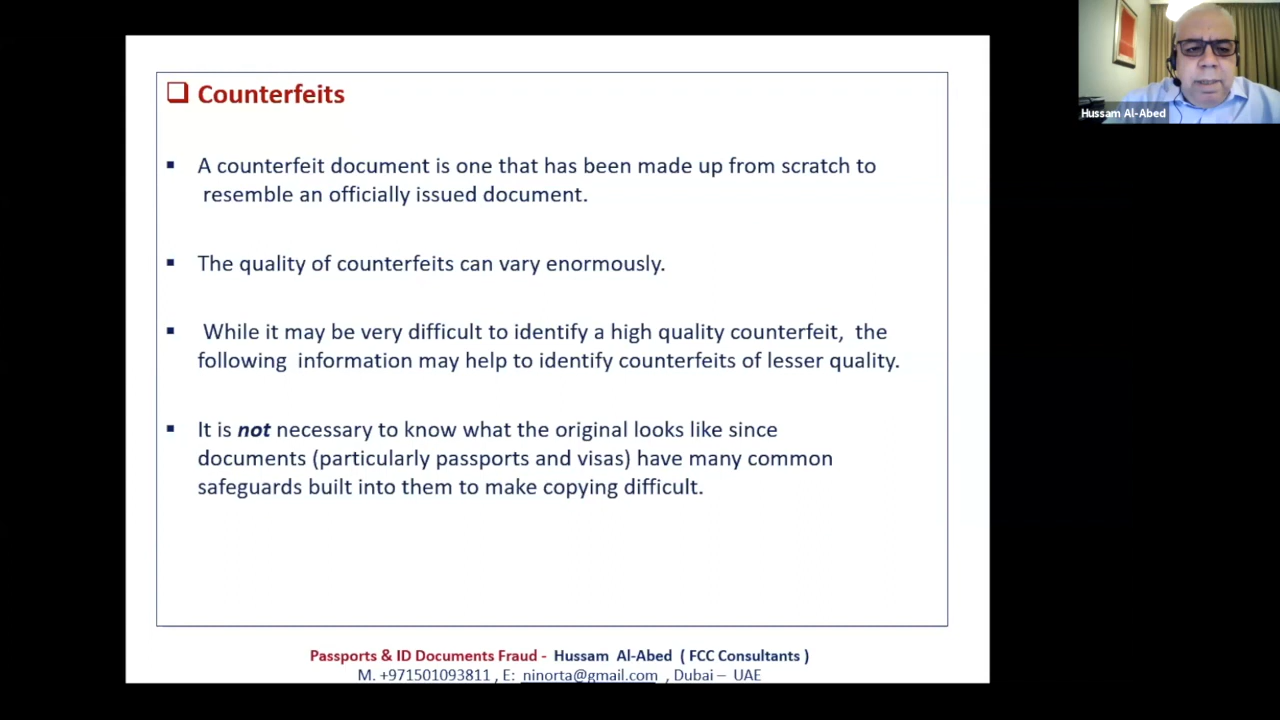 Counterfeits
A counterfeit document is one that has been made up from scratch to
resemble an officially issued document.
The quality of counterfeits can vary enormously.
While it may be very difficult to identify a high quality counterfeit, the
following information may help to identify counterfeits of lesser quality.
It is not necessary to know what the original looks like since
documents (particularly passports and visas) have many common
safeguards built into them to make copying difficult.
Passports & ID Documents Fraud - Hussam Al-Abed ( FCC Consultants )
M. +971501093811 , E: ninorta@gmail.com , Dubai – UAE
Hussam Al-Abed